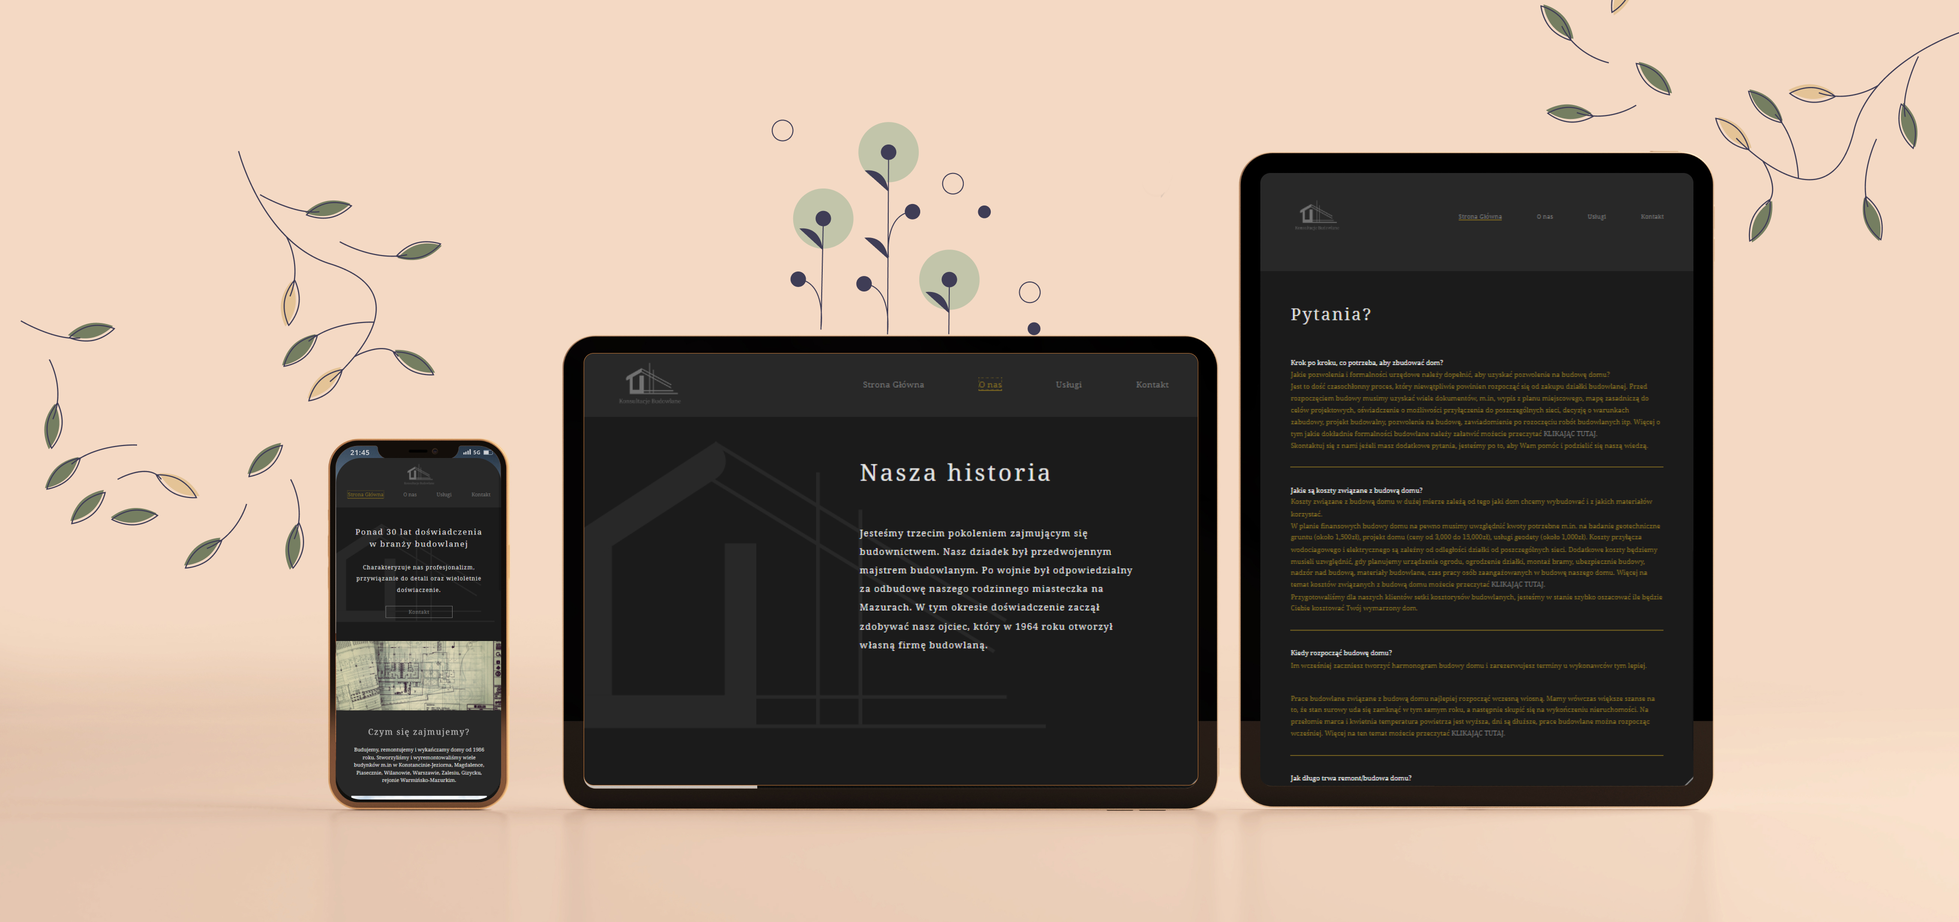 21:45
5G
Strona Główna
O nas
Usługi
Kontakt
Ponad 30 lat doświadczenia
w branży budowlanej
Charakteryzuje nas profesjonalizm,
przywiązanie do detali oraz wieloletnie
doświaczenie.
Kontakt
Czym się zajmujemy?
Budujemy, remontujemy i wykańczamy domy od 1986
roku. Stworzyliśmy i wyremontowaliśmy wiele
budynków m.in w Konstancinie-Jeziorna, Magdalence,
Piasecznie, Wilanowie, Warszawie, Zalesiu, Giżycku,
rejonie Warmińsko-Mazurkim.
Konstrukcje Budowlane
Strona Główna
O nas
Usługi
Kontakt
Nasza historia
Jesteśmy trzecim pokoleniem zajmującym się
budownictwem. Nasz dziadek był przedwojennym
majstrem budowlanym. Po wojnie był odpowiedzialny
za odbudowę naszego rodzinnego miasteczka na
Mazurach. W tym okresie doświadczenie zaczął
zdobywać nasz ojciec, który w 1964 roku otworzył
własną firmę budowlaną.
Strona Główna
O nas
Usługi
Kontakt
Pytania?
Krok po kroku, co potrzeba, aby zbudować dom?
Jakie pozwolenia i formalności urzędowe należy dopełnić, aby uzyskać pozwolenie na budowę domu?
Jest to dość czasochłonny proces, który niewątpliwie powinien rozpocząć się od zakupu działki budowlanej. Przed
rozpoczęciem budowy musimy uzyskać wiele dokumentów, m.in, wypis z planu miejscowego, mapę zasadniczą do
celów projektowych, oświadczenie o możliwości przyłączenia do poszczególnych sieci, decyzję o warunkach
zabudowy, projekt budowalny, pozwolenie na budowę, zawiadomienie po rozoczęciu robót budowlanych itp. Więcej o
tym jakie dokładnie formalności budowlane należy załatwić możecie przeczytać KLIKAJĄC TUTAJ.
Skontaktuj się z nami jeżeli masz dodatkowe pytania, jesteśmy po to, aby Wam pomóc i podzielić się naszą wiedzą.
Jakie są koszty związane z budową domu?
Koszty związane z budową domu w dużej mierze zależą od tego jaki dom chcemy wybudować i z jakich materiałów
korzystać.
W planie finansowych budowy domu na pewno musimy uwzględnić kwoty potrzebne m.in. na badania geotechniczne
gruntu (około 1,500zł), projekt domu (ceny od 3,000 do 15,000zł), usługi geodety (około 1,000zł). Koszty przyłącza
wodociągowego i elektrycznego są zależny od odległości działki od poszczególnych sieci. Dodatkowe koszty będziemy
musieli uwzględnić, gdy planujemy urządzenie ogrodu, ogrodzenie działki, montaż bramy, ubezpieczenie budowy,
nadzór nad budową, materiały budowlane, czas pracy osób zaangażowanych w budowę naszego domu. Więcej na
temat kosztów związanych z budową domu możecie przeczytać KLIKAJĄC TUTAJ.
Przygotowaliśmy dla naszych klientów setki kosztorysów budowlanych, jesteśmy w stanie szybko oszacować ile będzie
Ciebie kosztować Twój wymarzony dom.
Kiedy rozpocząć budowę domu?
Im wcześniej zaczniesz tworzyć harmonogram budowy domu i zarezerwujesz terminy u wykonawców tym lepiej.
Prace budowlane związane z budową domu najlepiej rozpocząć wczesną wiosną. Mamy wówczas większe szanse na
to, że stan surowy uda się zamknąć w tym samym roku, a następnie skupić się na wykończeniu nieruchomości. Na
przełomie marca i kwietnia temperatura powietrza jest wyższa, dni są dłuższe, prace budowlane można rozpocząć
wcześniej. Więcej na ten temat możecie przeczytać KLIKAJĄC TUTAJ.
Jak długo trwa remont/budowa domu?